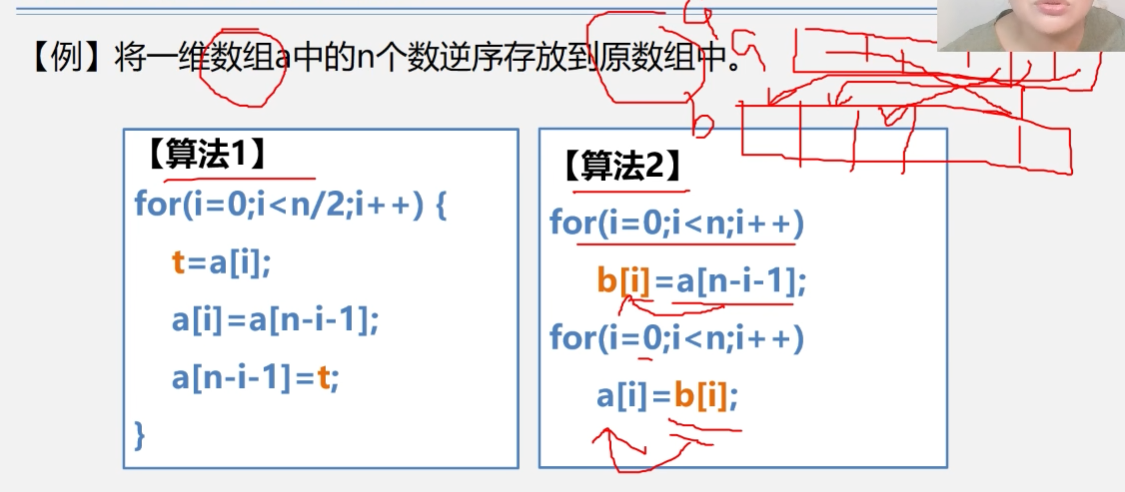 【例】将一维数组a中的n个数逆序存放到原数组中。
a
a
b
【算法1】
for(i=0;i<n/2;i++) {
t=a[i];
a[i]=a[n-i-1];
a[n-i-1]=t;
}
【算法2】
for(i=0;i<n;i++)
b[i]=a[n-i-1];
for(i=0;i<n;i++)
a[i]=b[i];